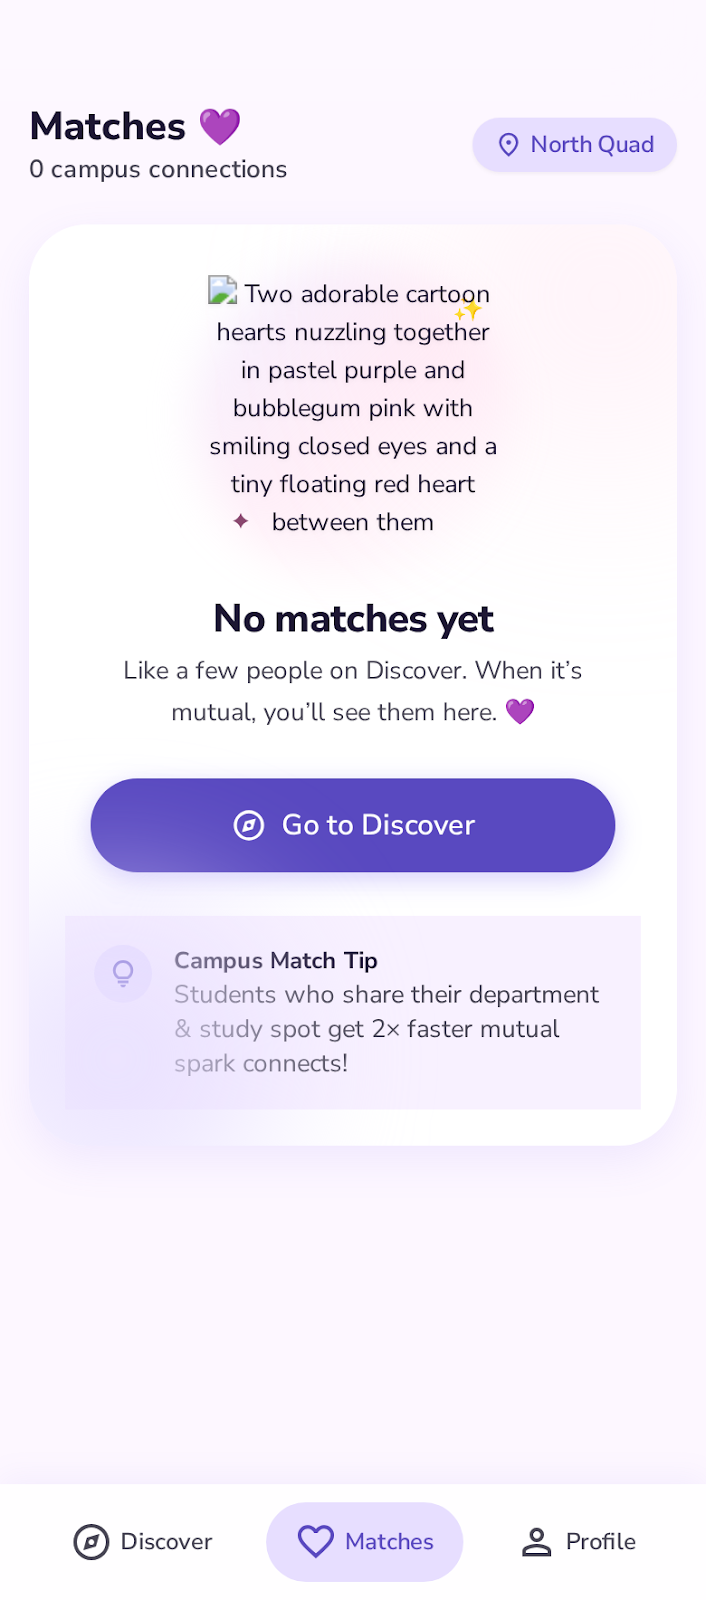 Matches 💜
0 campus connections
North Quad
Two adorable cartoon
hearts nuzzling together
in pastel purple and
bubblegum pink with
smiling closed eyes and a
tiny floating red heart
between them
No matches yet
Like a few people on Discover. When it’s
mutual, you’ll see them here. 💜
Go to Discover
Campus Match Tip
Students who share their department
& study spot get 2× faster mutual
spark connects!
Discover
Matches
Profile